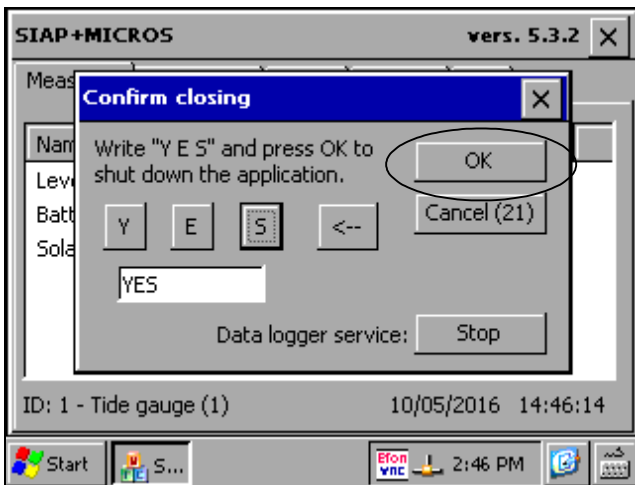 SIAP+MICROS vers. 5.3.2
Meas
Confirm closing
Nam
Write "Y E S" and press OK to
shut down the application.
OK
Leve
Batt
Sola
Y E S <--
Cancel (21)
YES
Data logger service: Stop
ID: 1 - Tide gauge (1) 10/05/2016 14:46:14
Start S... Efon VNC 2:46 PM